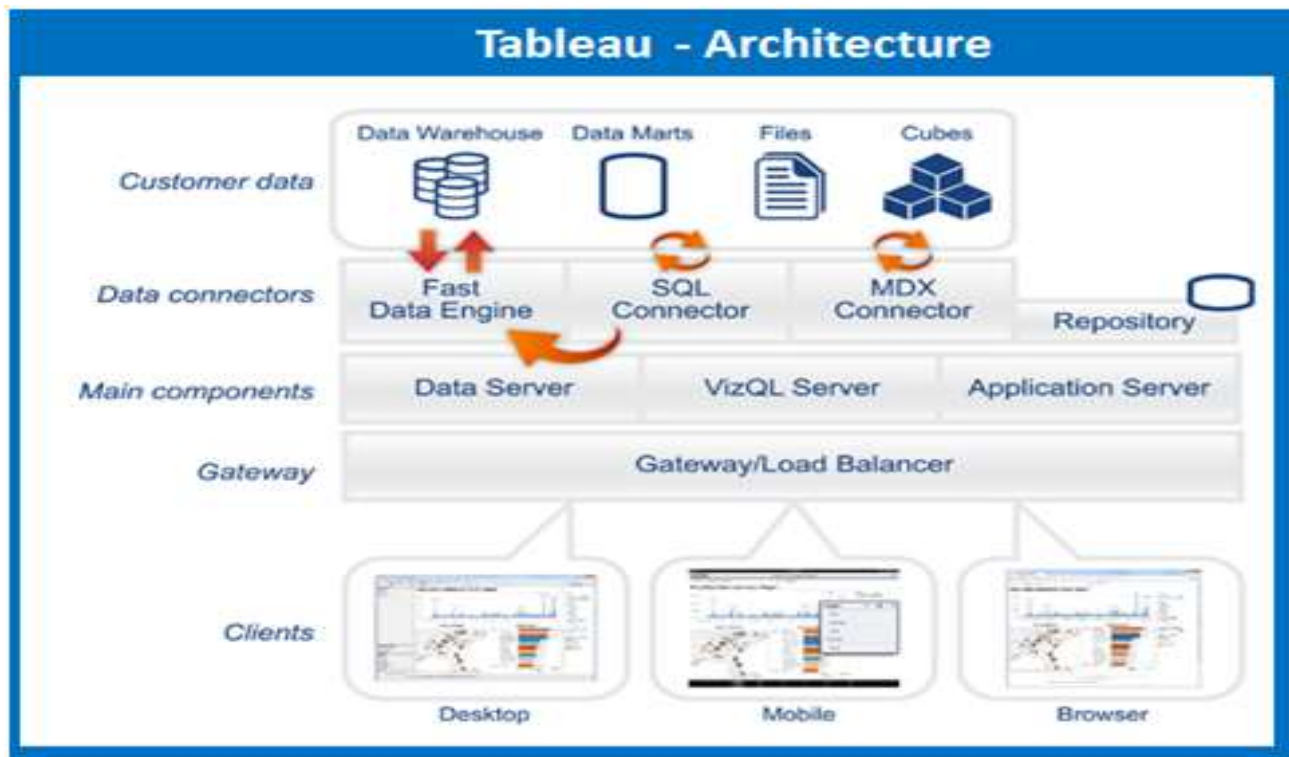 Tableau - Architecture
Data Warehouse
Data Marts
Files
Cubes
Customer data
Data connectors
Fast
Data Engine
SQL
Connector
MDX
Connector
Repository
Main components
Data Server
VizQL Server
Application Server
Gateway
Gateway/Load Balancer
Clients
Desktop
Mobile
Browser